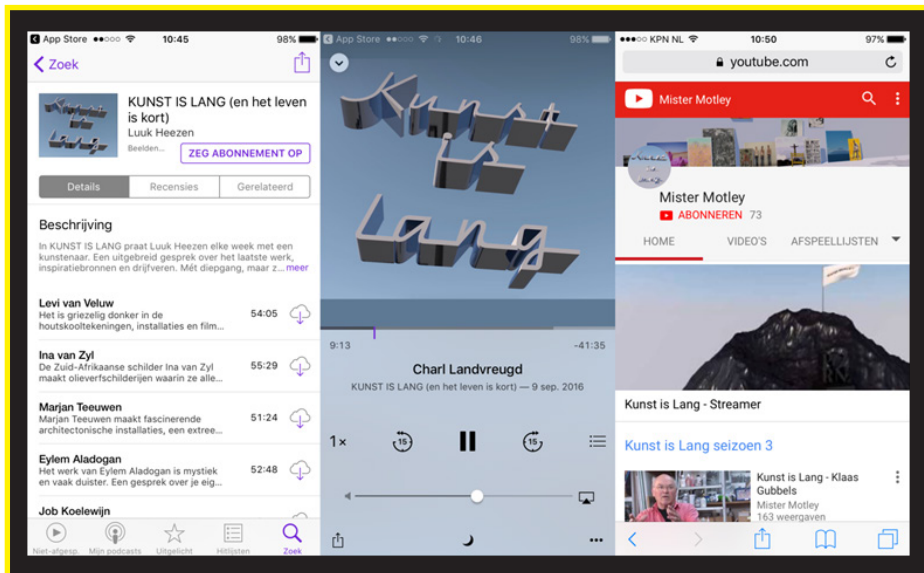 App Store 10:45 98%
Zoek
KUNST IS LANG (en het leven
is kort)
Luuk Heezen
Beelden...
ZEG ABONNEMENT OP
Details Recensies Gerelateerd
Beschrijving
In KUNST IS LANG praat Luuk Heezen elke week met een
kunstenaar. Een uitgebreid gesprek over het laatste werk,
inspiratiebronnen en drijfveren. Mét diepgang, maar z... meer
Levi van Veluw
Het is griezelig donker in de
houtskooltekeningen, installaties en film...
54:05
Ina van Zyl
De Zuid-Afrikaanse schilder Ina van Zyl
maakt olieverfschilderijen waarin ze alle...
55:29
Marjan Teeuwen
Marjan Teeuwen maakt fascinerende
architectonische installaties, een extree...
51:24
Eylem Aladogan
Het werk van Eylem Aladogan is mystiek
en vaak duister. Een gesprek over je eig...
52:48
Job Koelewijn
Niet-afgesp. Mijn podcasts Uitgelicht Hitlijsten Zoek
App Store 10:46 98%
Kunst
is
Lang
9:13 -41:35
Charl Landvreugd
KUNST IS LANG (en het leven is kort) — 9 sep. 2016
1× 15 15
KPN NL 10:50 97%
youtube.com
Mister Motley
Kunst
is
Lang
Mister Motley
ABONNEREN 73
HOME VIDEO'S AFSPEELLIJSTEN
Kunst is Lang - Streamer
Kunst is Lang seizoen 3
Kunst is Lang - Klaas
Gubbels
Mister Motley
163 weergaven